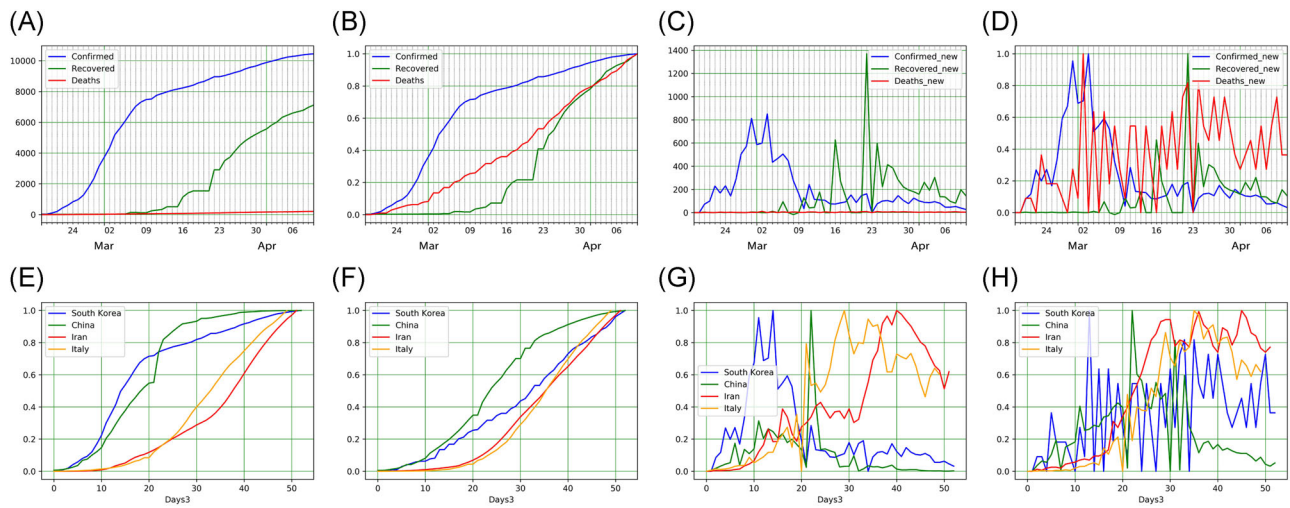 (A)
Confirmed
Recovered
Deaths
10000
8000
6000
4000
2000
0
24 02 09 16 23 30 06
Mar Apr
(B)
Confirmed
Recovered
Deaths
1.0
0.8
0.6
0.4
0.2
0.0
24 02 09 16 23 30 06
Mar Apr
(C)
Confirmed_new
Recovered_new
Deaths_new
1400
1200
1000
800
600
400
200
0
24 02 09 16 23 30 06
Mar Apr
(D)
Confirmed_new
Recovered_new
Deaths_new
1.0
0.8
0.6
0.4
0.2
0.0
24 02 09 16 23 30 06
Mar Apr
(E)
South Korea
China
Iran
Italy
1.0
0.8
0.6
0.4
0.2
0.0
0 10 20 30 40 50
Days3
(F)
South Korea
China
Iran
Italy
1.0
0.8
0.6
0.4
0.2
0.0
0 10 20 30 40 50
Days3
(G)
South Korea
China
Iran
Italy
1.0
0.8
0.6
0.4
0.2
0.0
0 10 20 30 40 50
Days3
(H)
South Korea
China
Iran
Italy
1.0
0.8
0.6
0.4
0.2
0.0
0 10 20 30 40 50
Days3